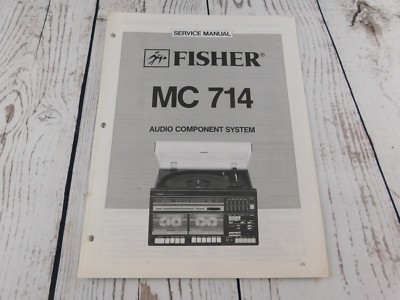 SERVICE MANUAL
FISHER®
MC 714
AUDIO COMPONENT SYSTEM